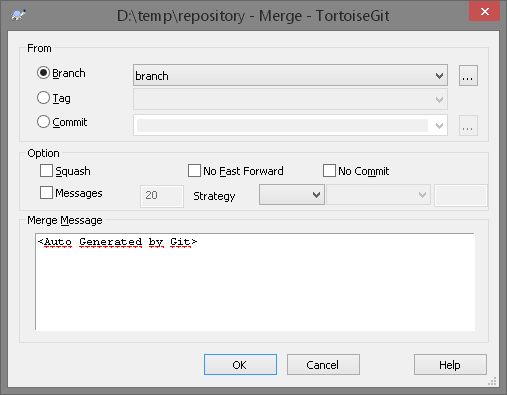 D:\temp\repository - Merge - TortoiseGit
From
Branch
branch
...
Tag
Commit
...
Option
Squash
No Fast Forward
No Commit
Messages
20
Strategy
Merge Message
<Auto Generated by Git>
OK
Cancel
Help